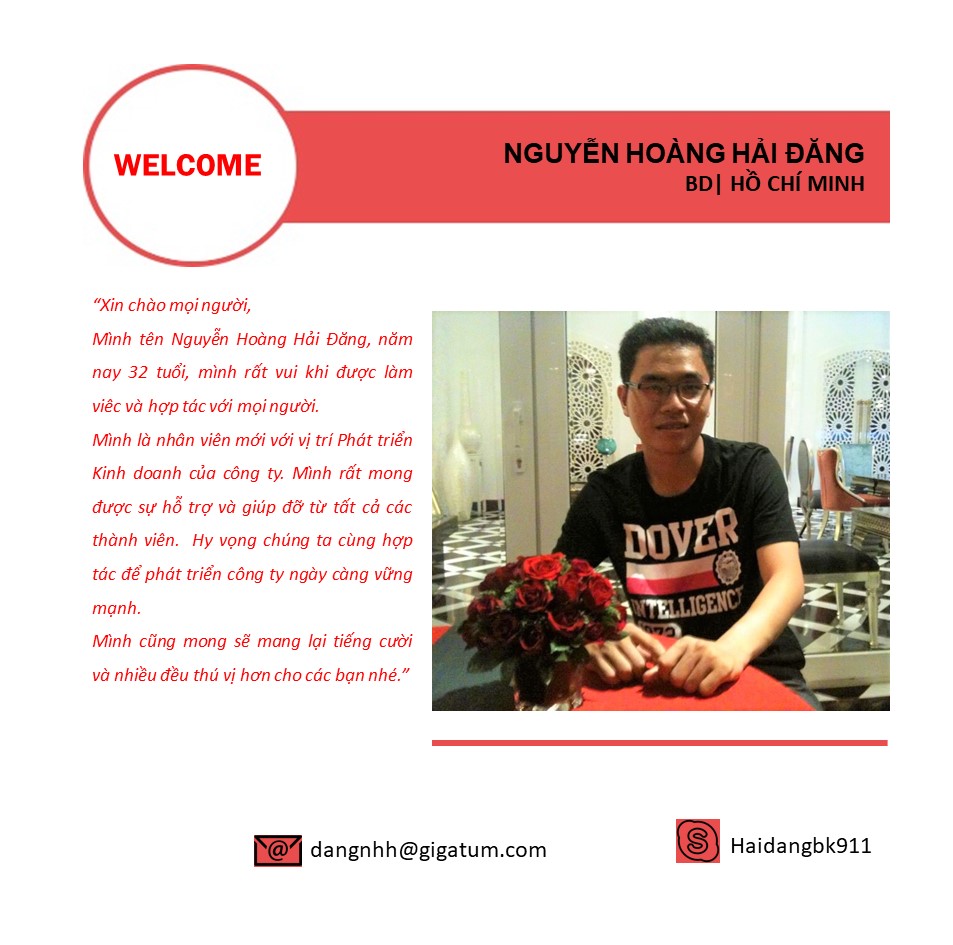 WELCOME
NGUYỄN HOÀNG HẢI ĐĂNG
BD| HỒ CHÍ MINH
“Xin chào mọi người,
Mình tên Nguyễn Hoàng Hải Đăng, năm
nay 32 tuổi, mình rất vui khi được làm
viêc và hợp tác với mọi người.
Mình là nhân viên mới với vị trí Phát triển
Kinh doanh của công ty. Mình rất mong
được sự hỗ trợ và giúp đỡ từ tất cả các
thành viên. Hy vọng chúng ta cùng hợp
tác để phát triển công ty ngày càng vững
mạnh.
Mình cũng mong sẽ mang lại tiếng cười
và nhiều đều thú vị hơn cho các bạn nhé.”
DOVER
INTELLIGENCE
1973
@ dangnhh@gigatum.com
S Haidangbk911